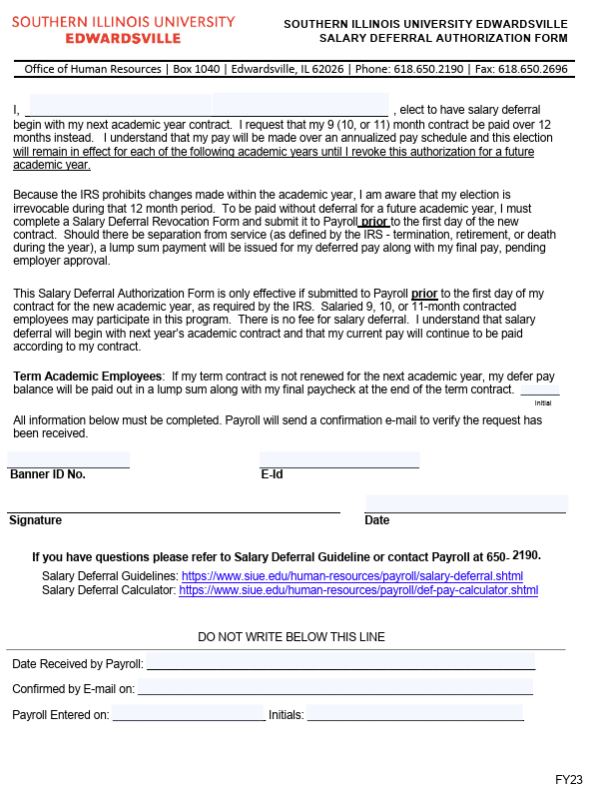 SOUTHERN ILLINOIS UNIVERSITY
EDWARDSVILLE
SOUTHERN ILLINOIS UNIVERSITY EDWARDSVILLE
SALARY DEFERRAL AUTHORIZATION FORM
Office of Human Resources | Box 1040 | Edwardsville, IL 62026 | Phone: 618.650.2190 | Fax: 618.650.2696
I, , elect to have salary deferral
begin with my next academic year contract. I request that my 9 (10, or 11) month contract be paid over 12
months instead. I understand that my pay will be made over an annualized pay schedule and this election
will remain in effect for each of the following academic years until I revoke this authorization for a future
academic year.
Because the IRS prohibits changes made within the academic year, I am aware that my election is
irrevocable during that 12 month period. To be paid without deferral for a future academic year, I must
complete a Salary Deferral Revocation Form and submit it to Payroll prior to the first day of the new
contract. Should there be separation from service (as defined by the IRS - termination, retirement, or death
during the year), a lump sum payment will be issued for my deferred pay along with my final pay, pending
employer approval.
This Salary Deferral Authorization Form is only effective if submitted to Payroll prior to the first day of my
contract for the new academic year, as required by the IRS. Salaried 9, 10, or 11-month contracted
employees may participate in this program. There is no fee for salary deferral. I understand that salary
deferral will begin with next year's academic contract and that my current pay will continue to be paid
according to my contract.
Term Academic Employees: If my term contract is not renewed for the next academic year, my defer pay
balance will be paid out in a lump sum along with my final paycheck at the end of the term contract.
Initial
All information below must be completed. Payroll will send a confirmation e-mail to verify the request has
been received.
Banner ID No. E-Id
Signature Date
If you have questions please refer to Salary Deferral Guideline or contact Payroll at 650- 2190.
Salary Deferral Guidelines: https://www.siue.edu/human-resources/payroll/salary-deferral.shtml
Salary Deferral Calculator: https://www.siue.edu/human-resources/payroll/def-pay-calculator.shtml
DO NOT WRITE BELOW THIS LINE
Date Received by Payroll:
Confirmed by E-mail on:
Payroll Entered on: Initials:
FY23